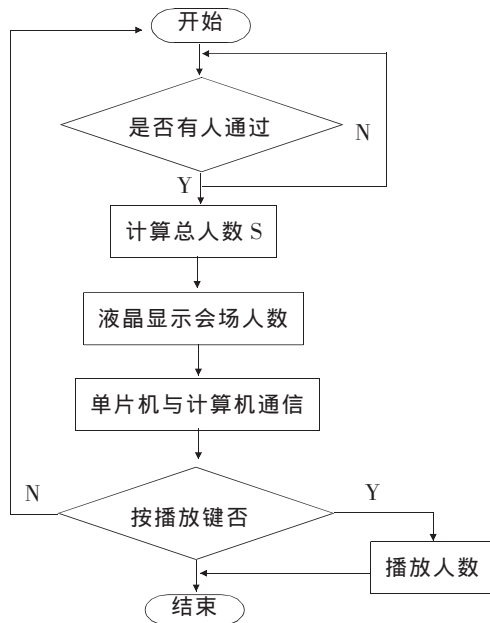 开始
是否有人通过
N
Y
计算总人数 S
液晶显示会场人数
单片机与计算机通信
N
Y
按播放键否
播放人数
结束